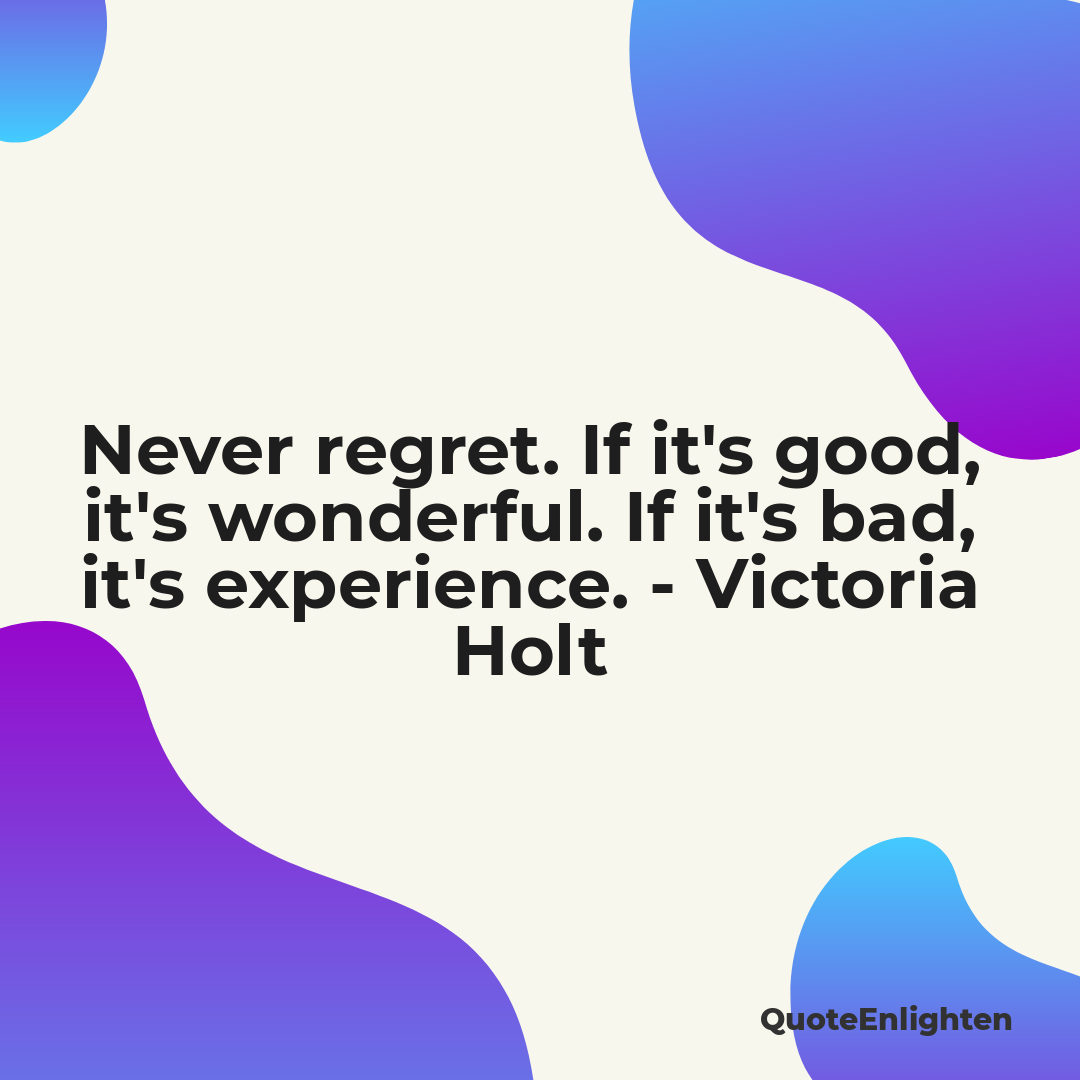 Never regret. If it's good,
it's wonderful. If it's bad,
it's experience. - Victoria
Holt
QuoteEnlighten